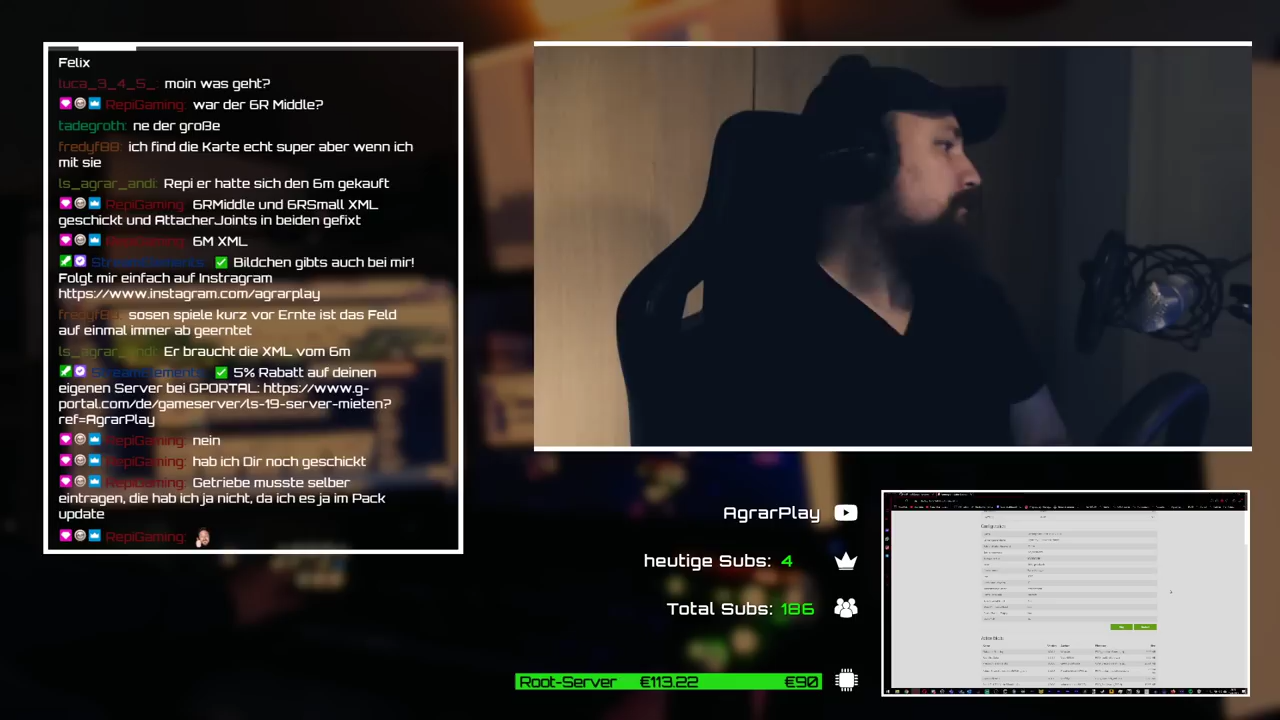 Felix
luca_3_4_5_: moin was geht?
RepiGaming: war der 6R Middle?
tadegroth: ne der große
fredyf88: ich find die Karte echt super aber wenn ich
mit sie
ls_agrar_andi: Repi er hatte sich den 6m gekauft
RepiGaming: 6RMiddle und 6RSmall XML
geschickt und AttacherJoints in beiden gefixt
RepiGaming: 6M XML
StreamElements: Bildchen gibts auch bei mir!
Folgt mir einfach auf Instragram
https://www.instagram.com/agrarplay
fredyf88: sosen spiele kurz vor Ernte ist das Feld
auf einmal immer ab geerntet
ls_agrar_andi: Er braucht die XML vom 6m
StreamElements: 5% Rabatt auf deinen
eigenen Server bei GPORTAL: https://www.g-
portal.com/de/gameserver/ls-19-server-mieten?
ref=AgrarPlay
RepiGaming: nein
RepiGaming: hab ich Dir noch geschickt
RepiGaming: Getriebe musste selber
eintragen, die hab ich ja nicht, da ich es ja im Pack
update
RepiGaming:
AgrarPlay
heutige Subs: 4
Total Subs: 186
Root-Server €113.22 €90